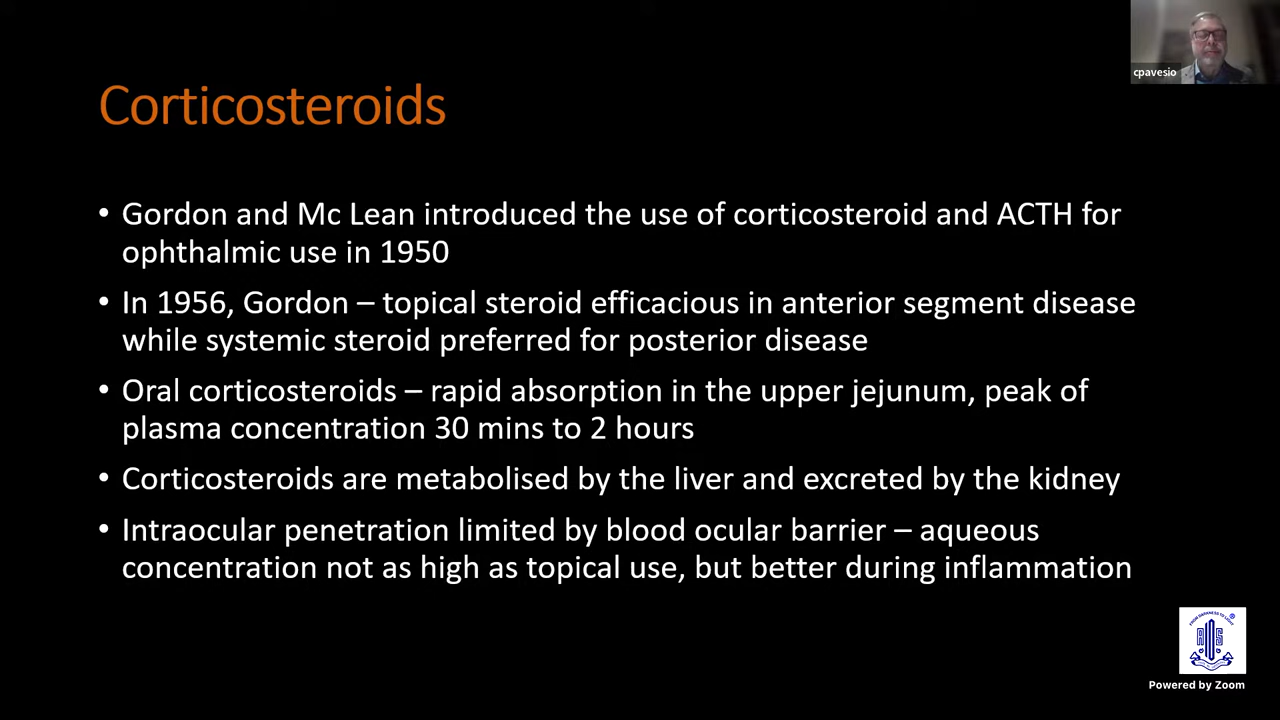 cpavesio
Corticosteroids
• Gordon and Mc Lean introduced the use of corticosteroid and ACTH for
ophthalmic use in 1950
• In 1956, Gordon – topical steroid efficacious in anterior segment disease
while systemic steroid preferred for posterior disease
• Oral corticosteroids – rapid absorption in the upper jejunum, peak of
plasma concentration 30 mins to 2 hours
• Corticosteroids are metabolised by the liver and excreted by the kidney
• Intraocular penetration limited by blood ocular barrier – aqueous
concentration not as high as topical use, but better during inflammation
Powered by Zoom